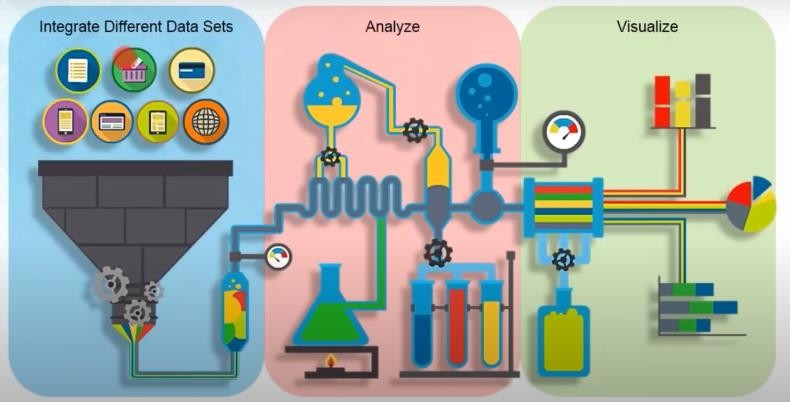 Integrate Different Data Sets
Analyze
Visualize